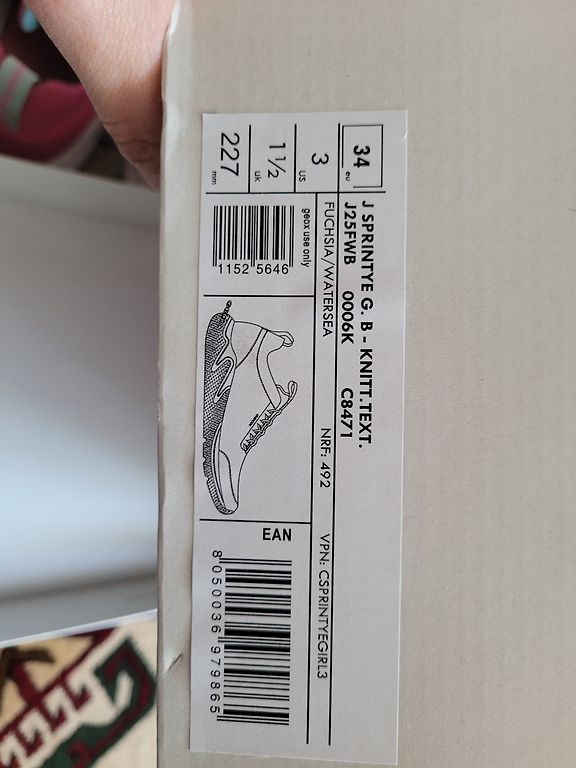 34 eu
3 US
1½ uk
227 mm
J SPRINTYE G. B - KNITT.TEXT.
J25FWB 0006K C8471
FUCHSIA/WATERSEA NRF: 492 VPN: CSPRINTYEGIRL3
geox use only
1152 5646
EAN
8 050036 979865